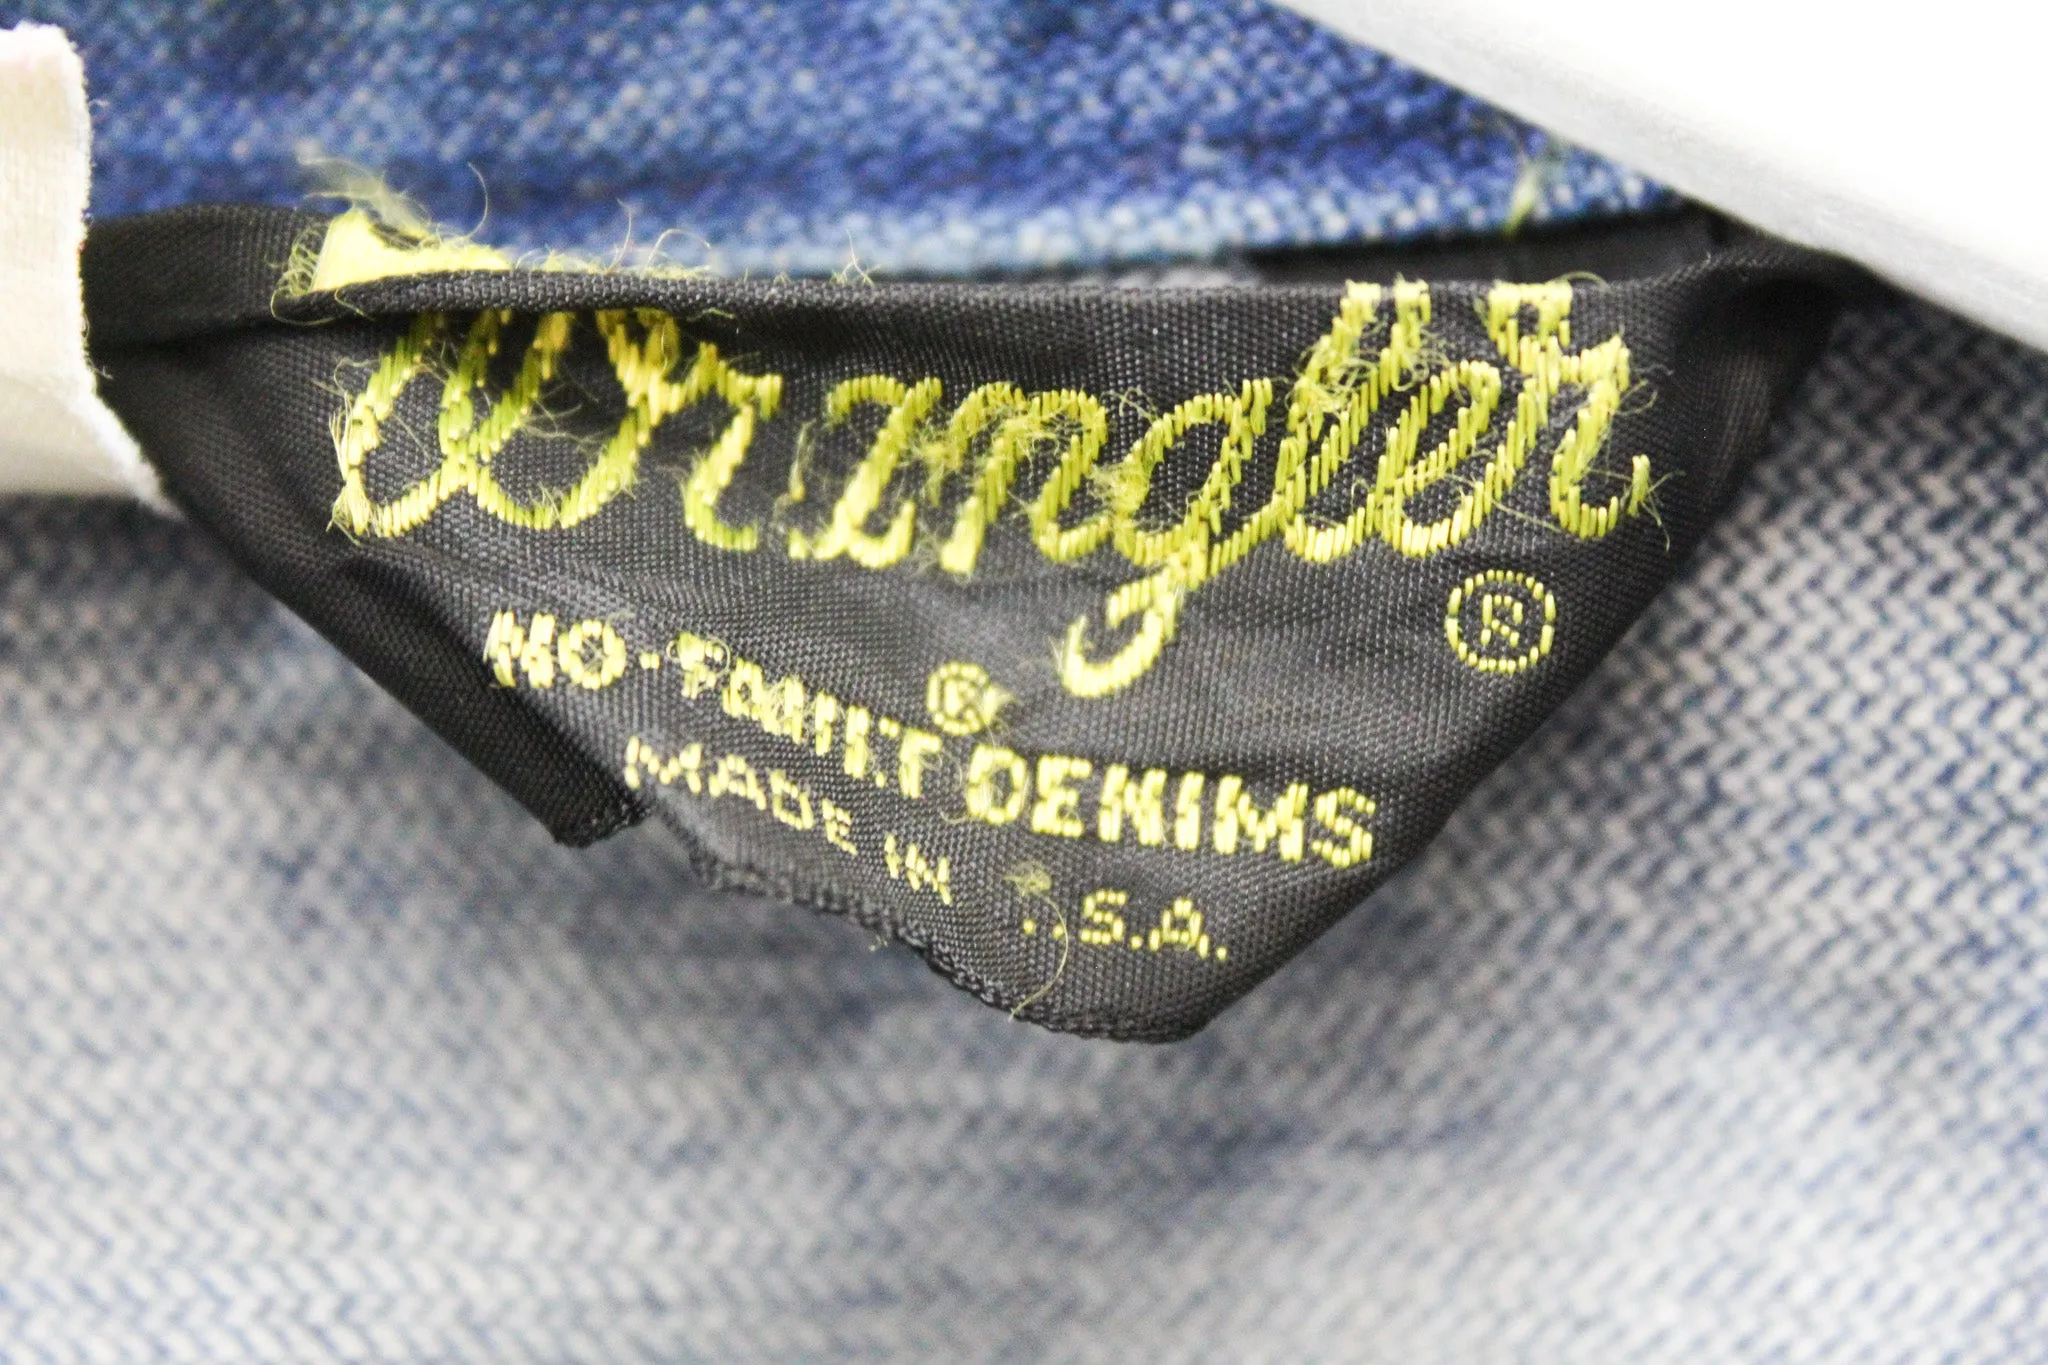 Wrangler ®
NO-FAULT ® DENIMS
MADE IN .S.A.